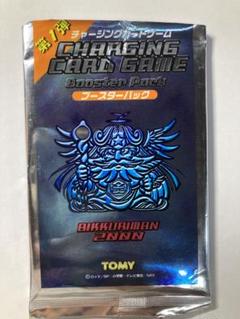 第1弾
チャージングカードゲーム
CHARGING
CARD GAME
Booster Pack
ブースターパック
BIKKURIMAN
2000
TOMY